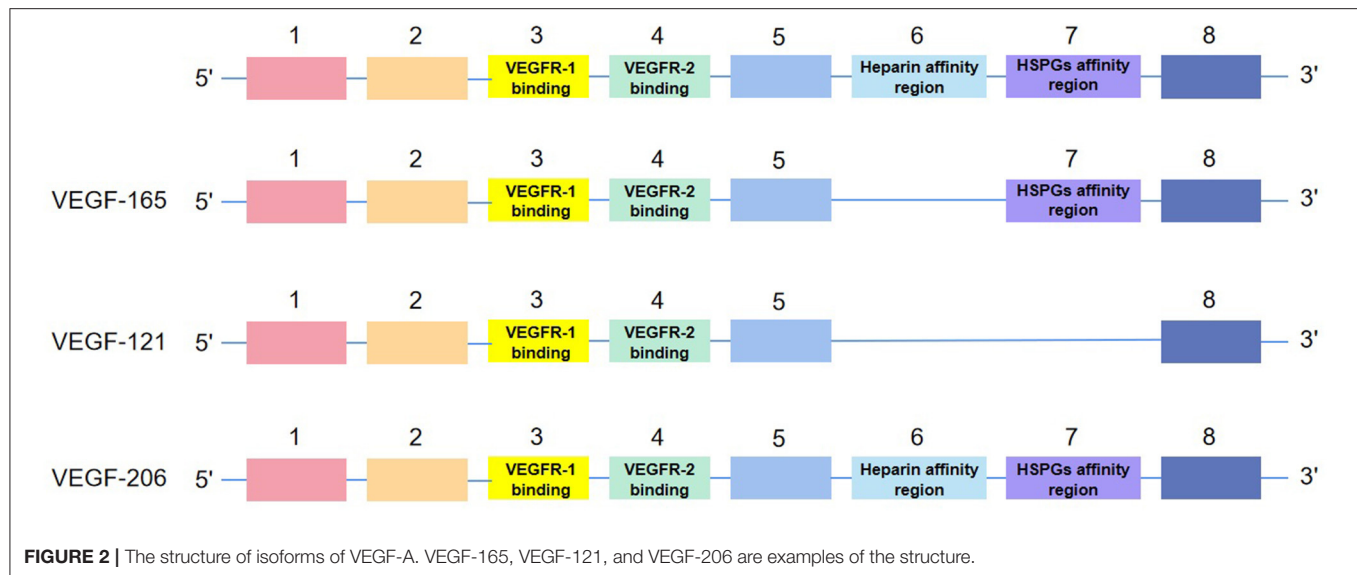 1 2 3 4 5 6 7 8
5' VEGFR-1 binding VEGFR-2 binding Heparin affinity region HSPGs affinity region 3'
1 2 3 4 5 7 8
VEGF-165 5' VEGFR-1 binding VEGFR-2 binding HSPGs affinity region 3'
1 2 3 4 5 8
VEGF-121 5' VEGFR-1 binding VEGFR-2 binding 3'
1 2 3 4 5 6 7 8
VEGF-206 5' VEGFR-1 binding VEGFR-2 binding Heparin affinity region HSPGs affinity region 3'
FIGURE 2 | The structure of isoforms of VEGF-A. VEGF-165, VEGF-121, and VEGF-206 are examples of the structure.